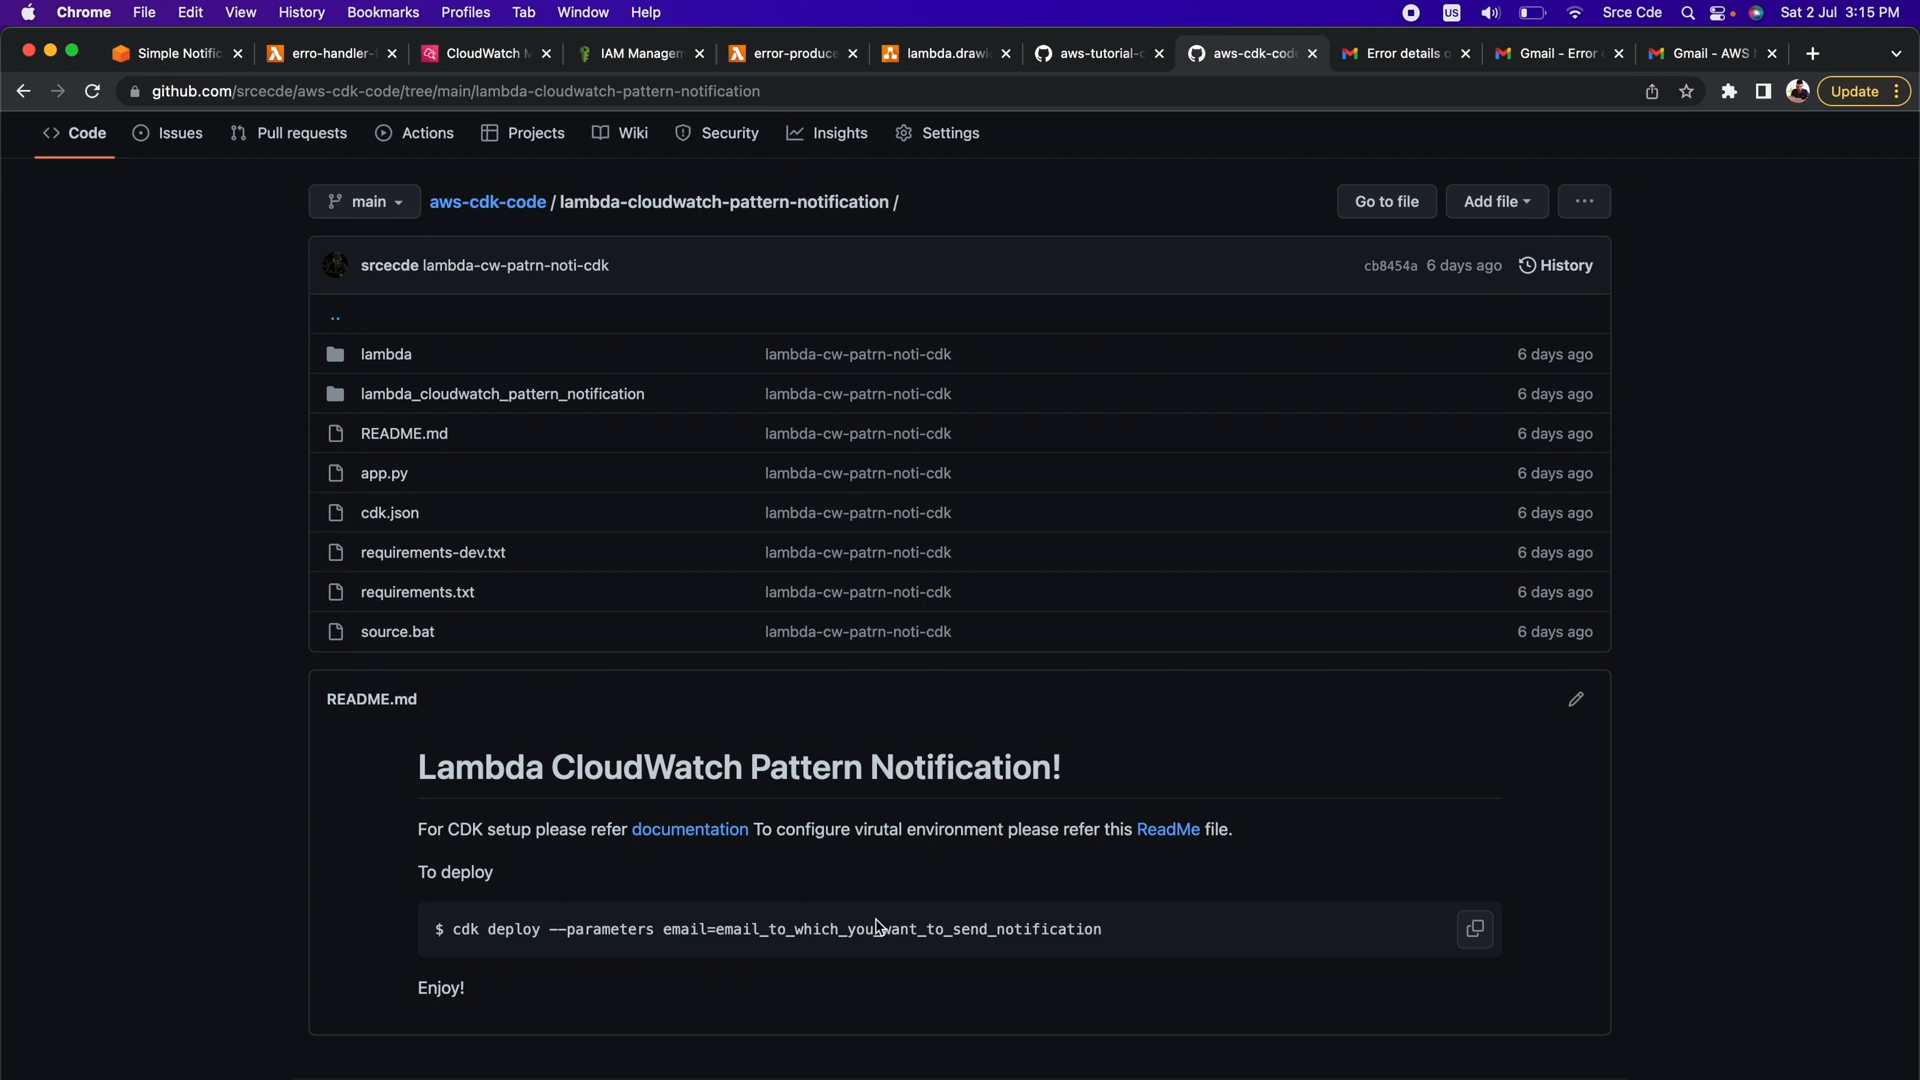 Chrome File Edit View History Bookmarks Profiles Tab Window Help US Srce Cde Sat 2 Jul 3:15 PM
Simple Notific erro-handler- CloudWatch IAM Managem error-produce lambda.drawi aws-tutorial- aws-cdk-code Error details o Gmail - Error Gmail - AWS
github.com/srcecde/aws-cdk-code/tree/main/lambda-cloudwatch-pattern-notification Update
Code Issues Pull requests Actions Projects Wiki Security Insights Settings
main aws-cdk-code / lambda-cloudwatch-pattern-notification / Go to file Add file ...
srcecde lambda-cw-patrn-noti-cdk cb8454a 6 days ago History
..
lambda lambda-cw-patrn-noti-cdk 6 days ago
lambda_cloudwatch_pattern_notification lambda-cw-patrn-noti-cdk 6 days ago
README.md lambda-cw-patrn-noti-cdk 6 days ago
app.py lambda-cw-patrn-noti-cdk 6 days ago
cdk.json lambda-cw-patrn-noti-cdk 6 days ago
requirements-dev.txt lambda-cw-patrn-noti-cdk 6 days ago
requirements.txt lambda-cw-patrn-noti-cdk 6 days ago
source.bat lambda-cw-patrn-noti-cdk 6 days ago
README.md
Lambda CloudWatch Pattern Notification!
For CDK setup please refer documentation To configure virutal environment please refer this ReadMe file.
To deploy
$ cdk deploy --parameters email=email_to_which_you_want_to_send_notification
Enjoy!